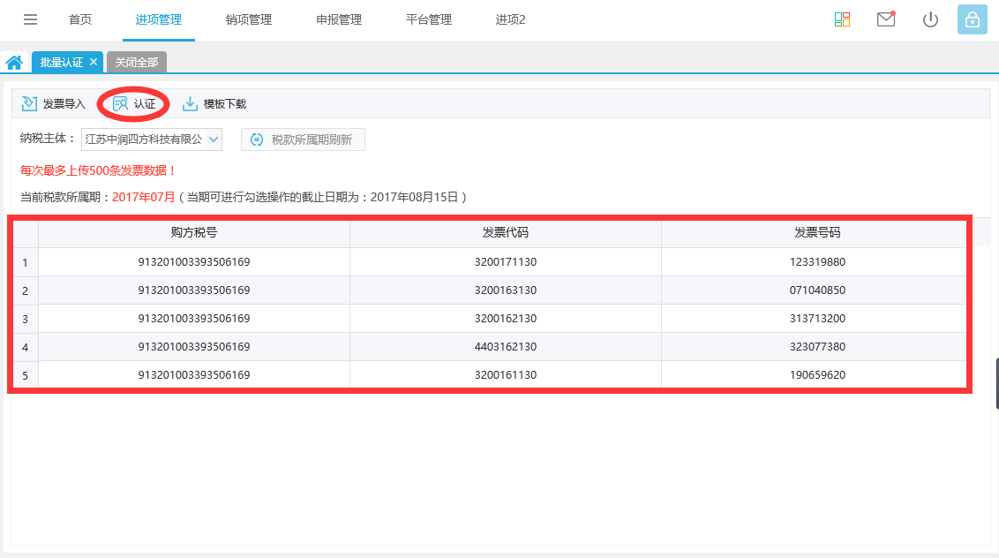 首页 进项管理 销项管理 申报管理 平台管理 进项2
批量认证 × 关闭全部
发票导入 认证 模板下载
纳税主体： 江苏中润四方科技有限公 税款所属期刷新
每次最多上传500条发票数据！
当前税款所属期：2017年07月（当期可进行勾选操作的截止日期为：2017年08月15日）
购方税号 发票代码 发票号码
1 913201003393506169 3200171130 123319880
2 913201003393506169 3200163130 071040850
3 913201003393506169 3200162130 313713200
4 913201003393506169 4403162130 323077380
5 913201003393506169 3200161130 190659620